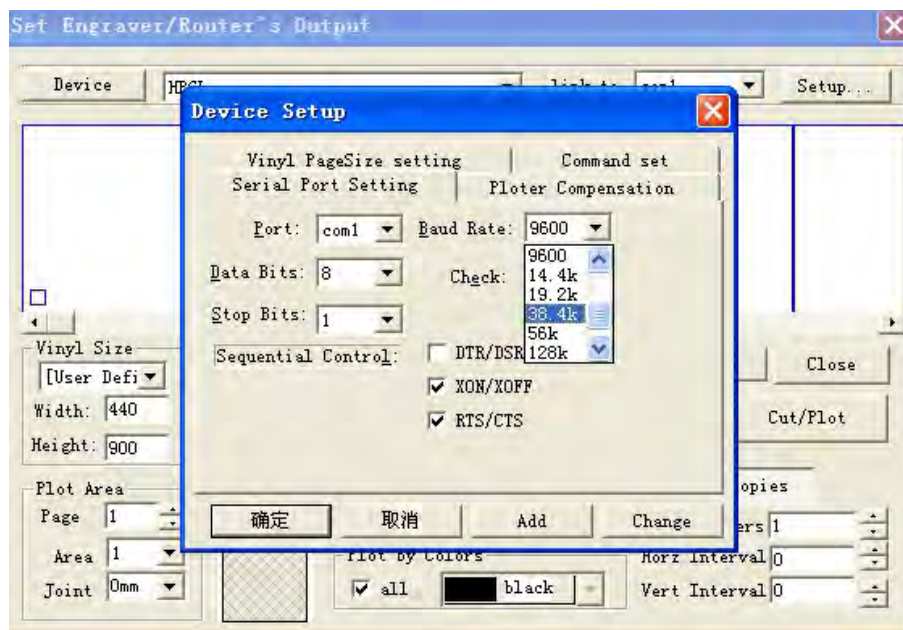 Set Engraver/Router's Output
Device
link to
Setup...
Device Setup
Vinyl PageSize setting
Command set
Serial Port Setting
Ploter Compensation
Port: com1
Baud Rate: 9600
9600
14.4k
19.2k
38.4k
56k
128k
Data Bits: 8
Check:
Stop Bits: 1
Sequential Control:
DTR/DSR
XON/XOFF
RTS/CTS
确定
取消
Add
Change
Vinyl Size
[User Defi
Width: 440
Height: 900
Close
Cut/Plot
Plot Area
Page 1
Area 1
Joint 0mm
Plot by Colors
all
black
opies
ers 1
Horz Interval 0
Vert Interval 0